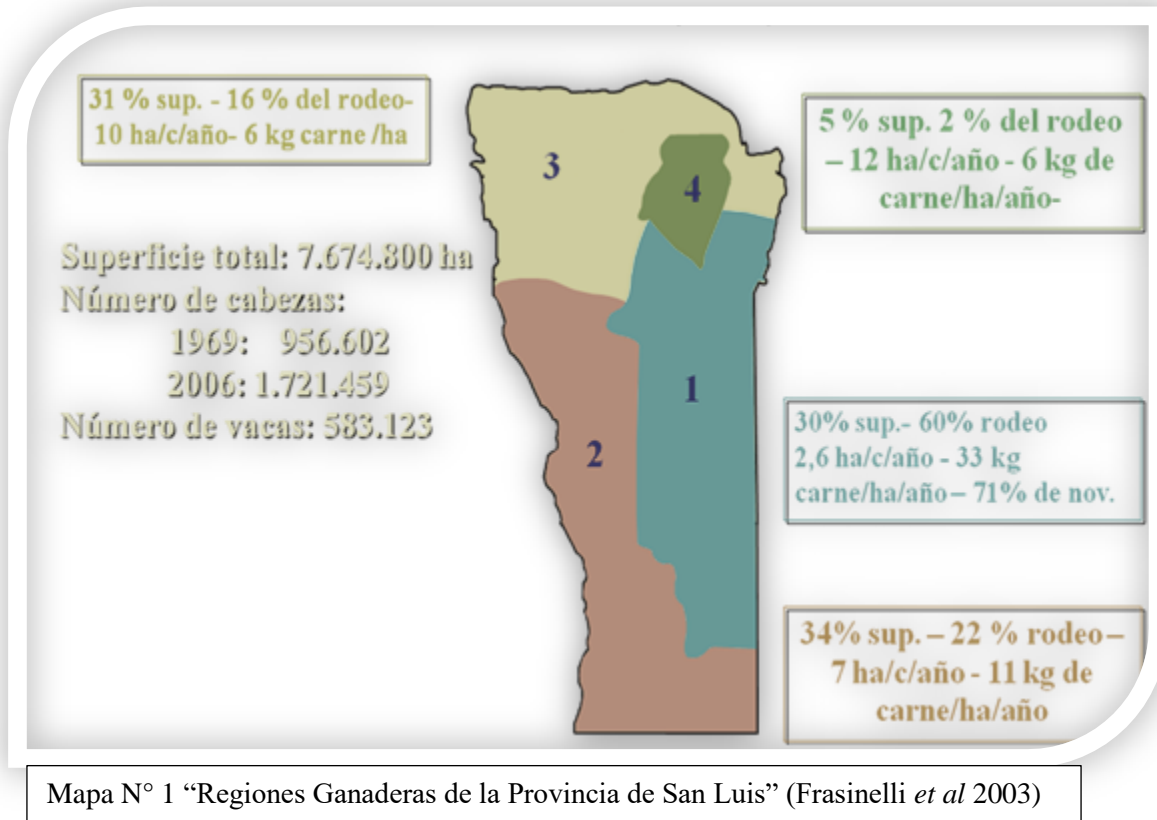 31 % sup. - 16 % del rodeo-
10 ha/c/año- 6 kg carne /ha
5 % sup. 2 % del rodeo
– 12 ha/c/año - 6 kg de
carne/ha/año-
3
4
Superficie total: 7.674.800 ha
Número de cabezas:
1969: 956.602
2006: 1.721.459
Número de vacas: 583.123
1
2
30% sup.- 60% rodeo
2,6 ha/c/año - 33 kg
carne/ha/año– 71% de nov.
34% sup. – 22 % rodeo–
7 ha/c/año - 11 kg de
carne/ha/año
Mapa N° 1 “Regiones Ganaderas de la Provincia de San Luis” (Frasinelli et al 2003)